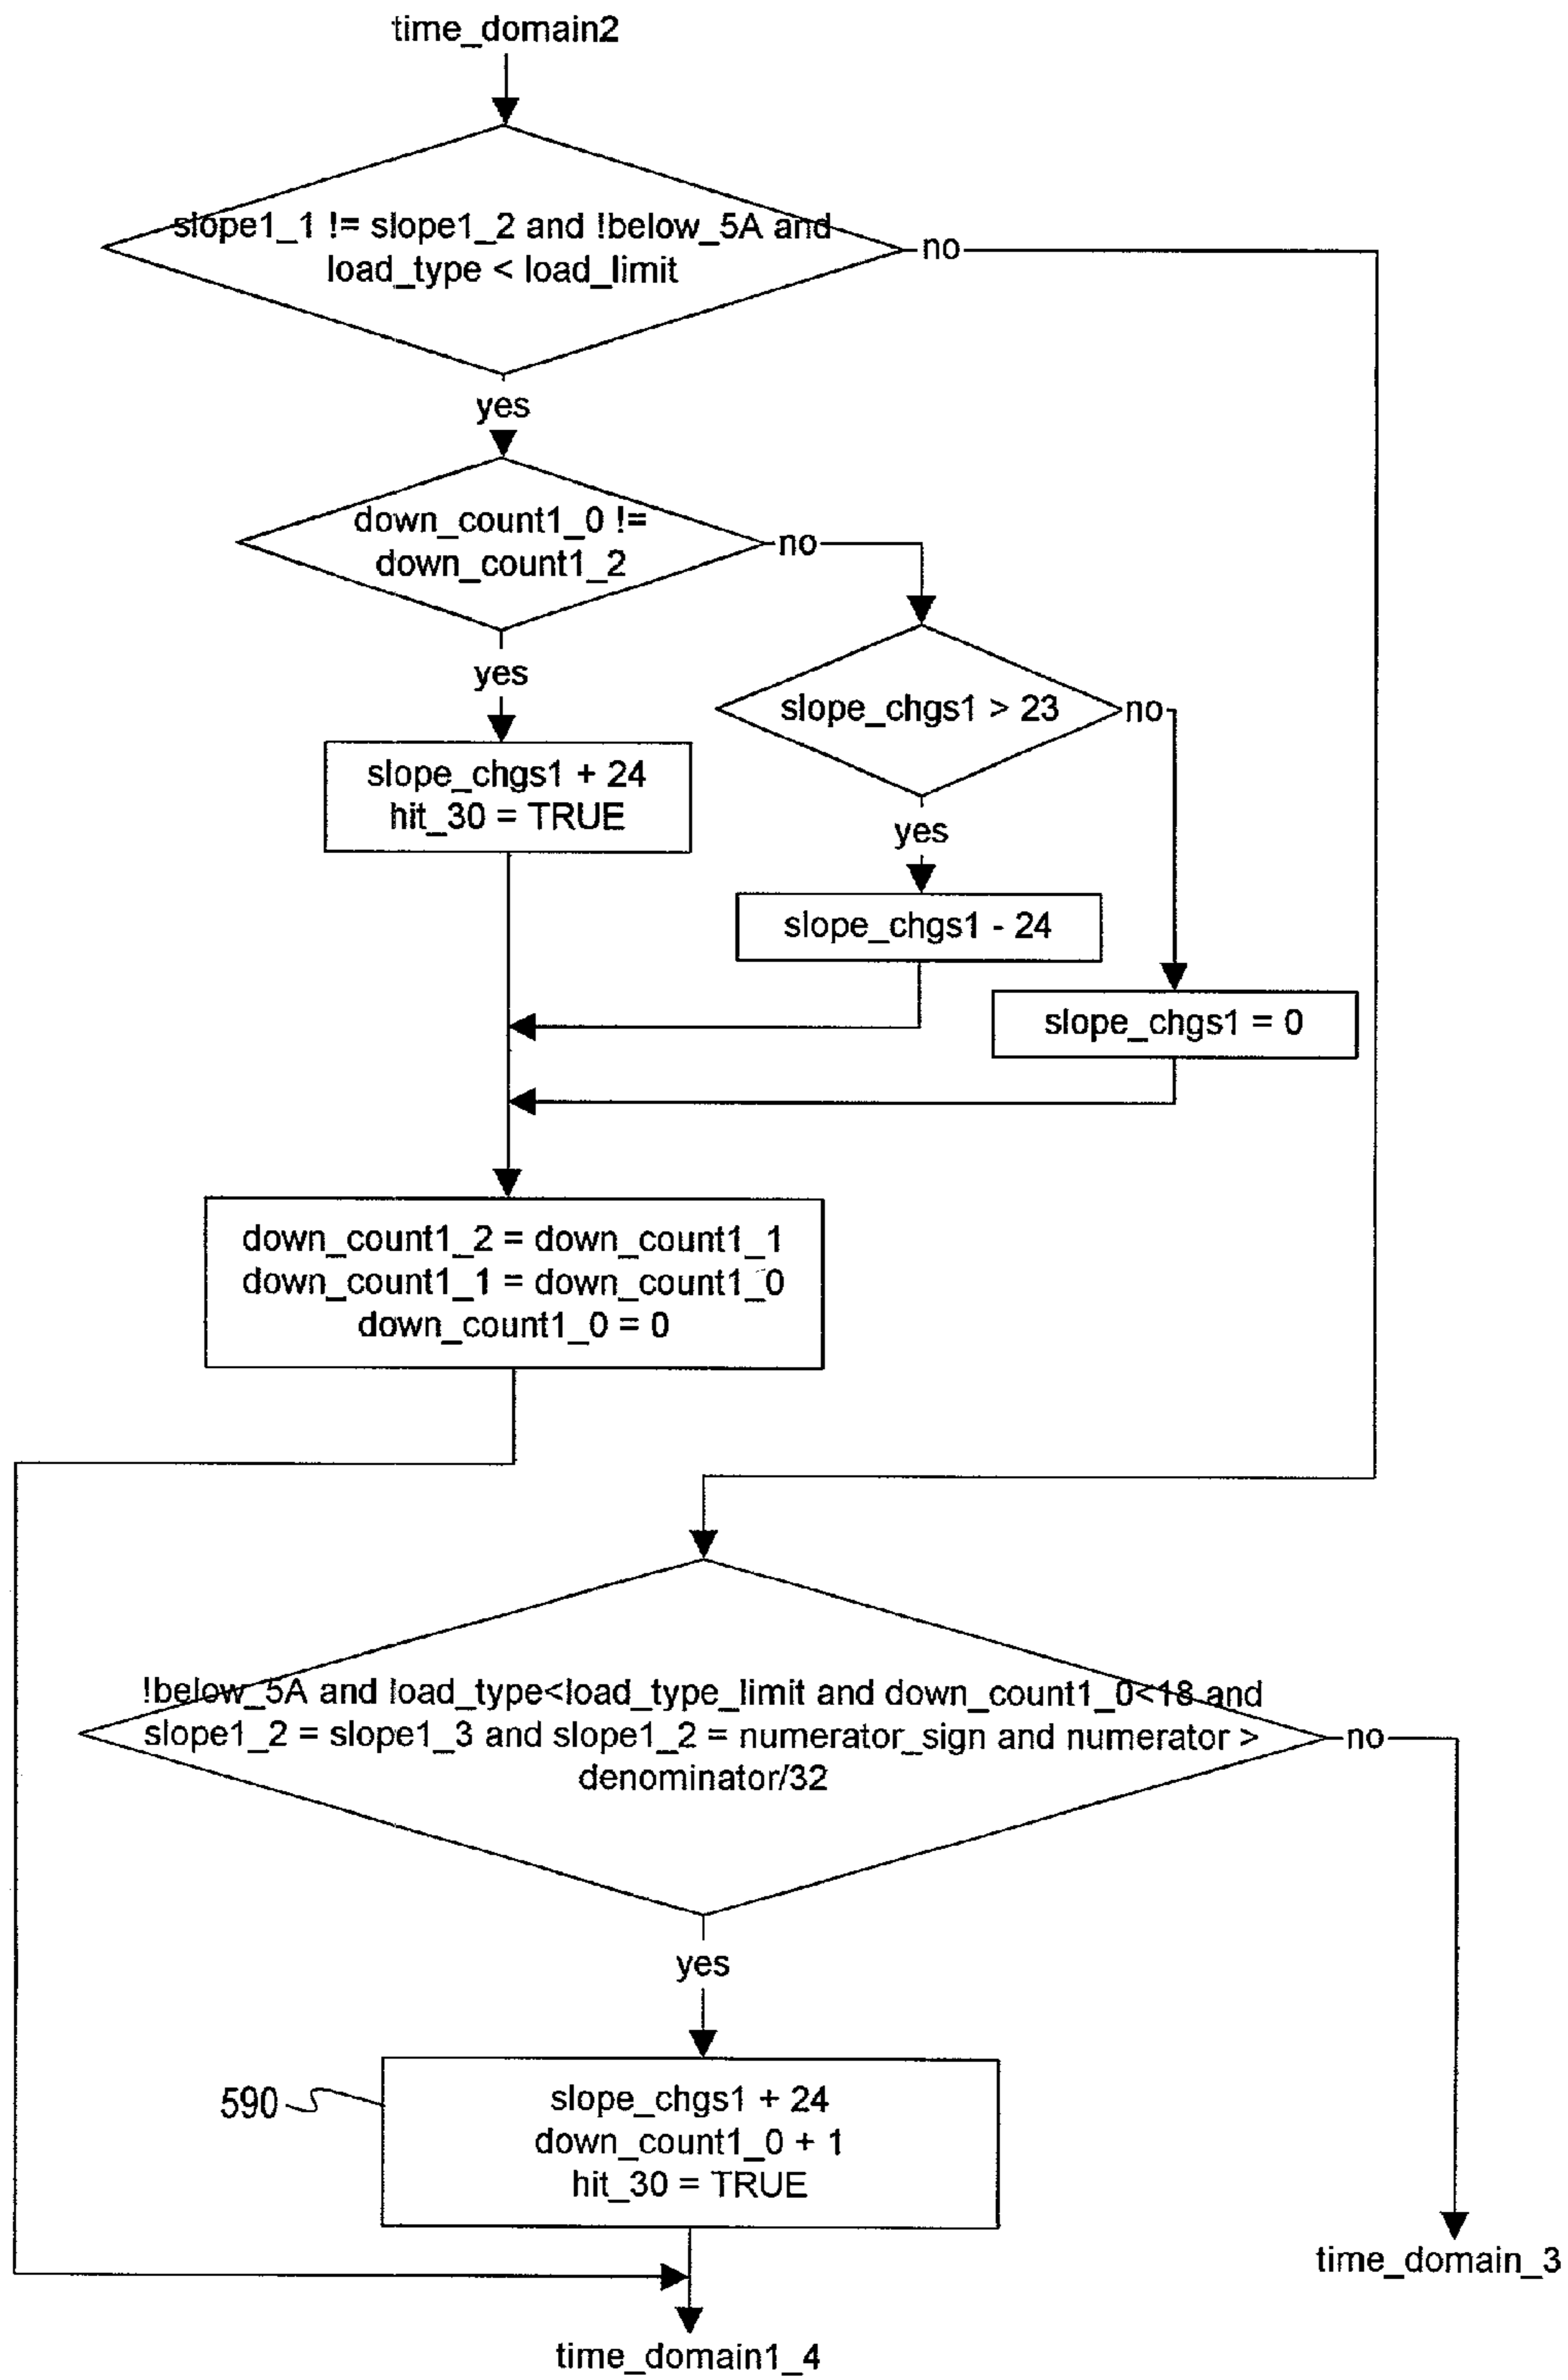 time_domain2
slope1_1 != slope1_2 and !below_5A and
load_type < load_limit
no
yes
down_count1_0 !=
down_count1_2
no
yes
slope_chgs1 > 23
no
slope_chgs1 + 24
hit_30 = TRUE
yes
slope_chgs1 - 24
slope_chgs1 = 0
down_count1_2 = down_count1_1
down_count1_1 = down_count1_0
down_count1_0 = 0
!below_5A and load_type<load_type_limit and down_count1_0<18 and
slope1_2 = slope1_3 and slope1_2 = numerator_sign and numerator >
denominator/32
no
yes
590
slope_chgs1 + 24
down_count1_0 + 1
hit_30 = TRUE
time_domain_3
time_domain1_4